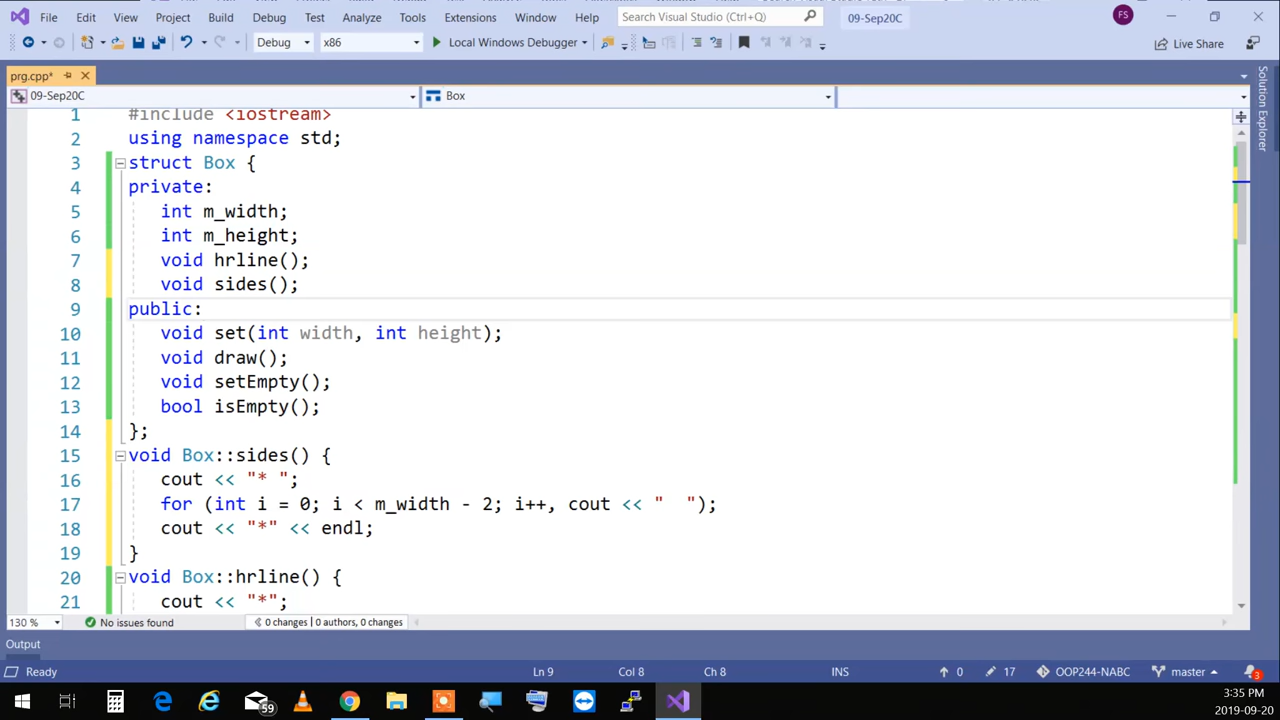 File Edit View Project Build Debug Test Analyze Tools Extensions Window Help Search Visual Studio (Ctrl+Q) 09-Sep20C FS
Debug x86 Local Windows Debugger Live Share
prg.cpp*
09-Sep20C Box
Solution Explorer
1 #include <iostream>
2 using namespace std;
3 struct Box {
4 private:
5 int m_width;
6 int m_height;
7 void hrline();
8 void sides();
9 public:
10 void set(int width, int height);
11 void draw();
12 void setEmpty();
13 bool isEmpty();
14 };
15 void Box::sides() {
16 cout << "* ";
17 for (int i = 0; i < m_width - 2; i++, cout << "  ");
18 cout << "*" << endl;
19 }
20 void Box::hrline() {
21 cout << "*";
130 % No issues found 0 changes | 0 authors, 0 changes
Output
Ready Ln 9 Col 8 Ch 8 INS 0 17 OOP244-NABC master 3
59
3:35 PM
2019-09-20